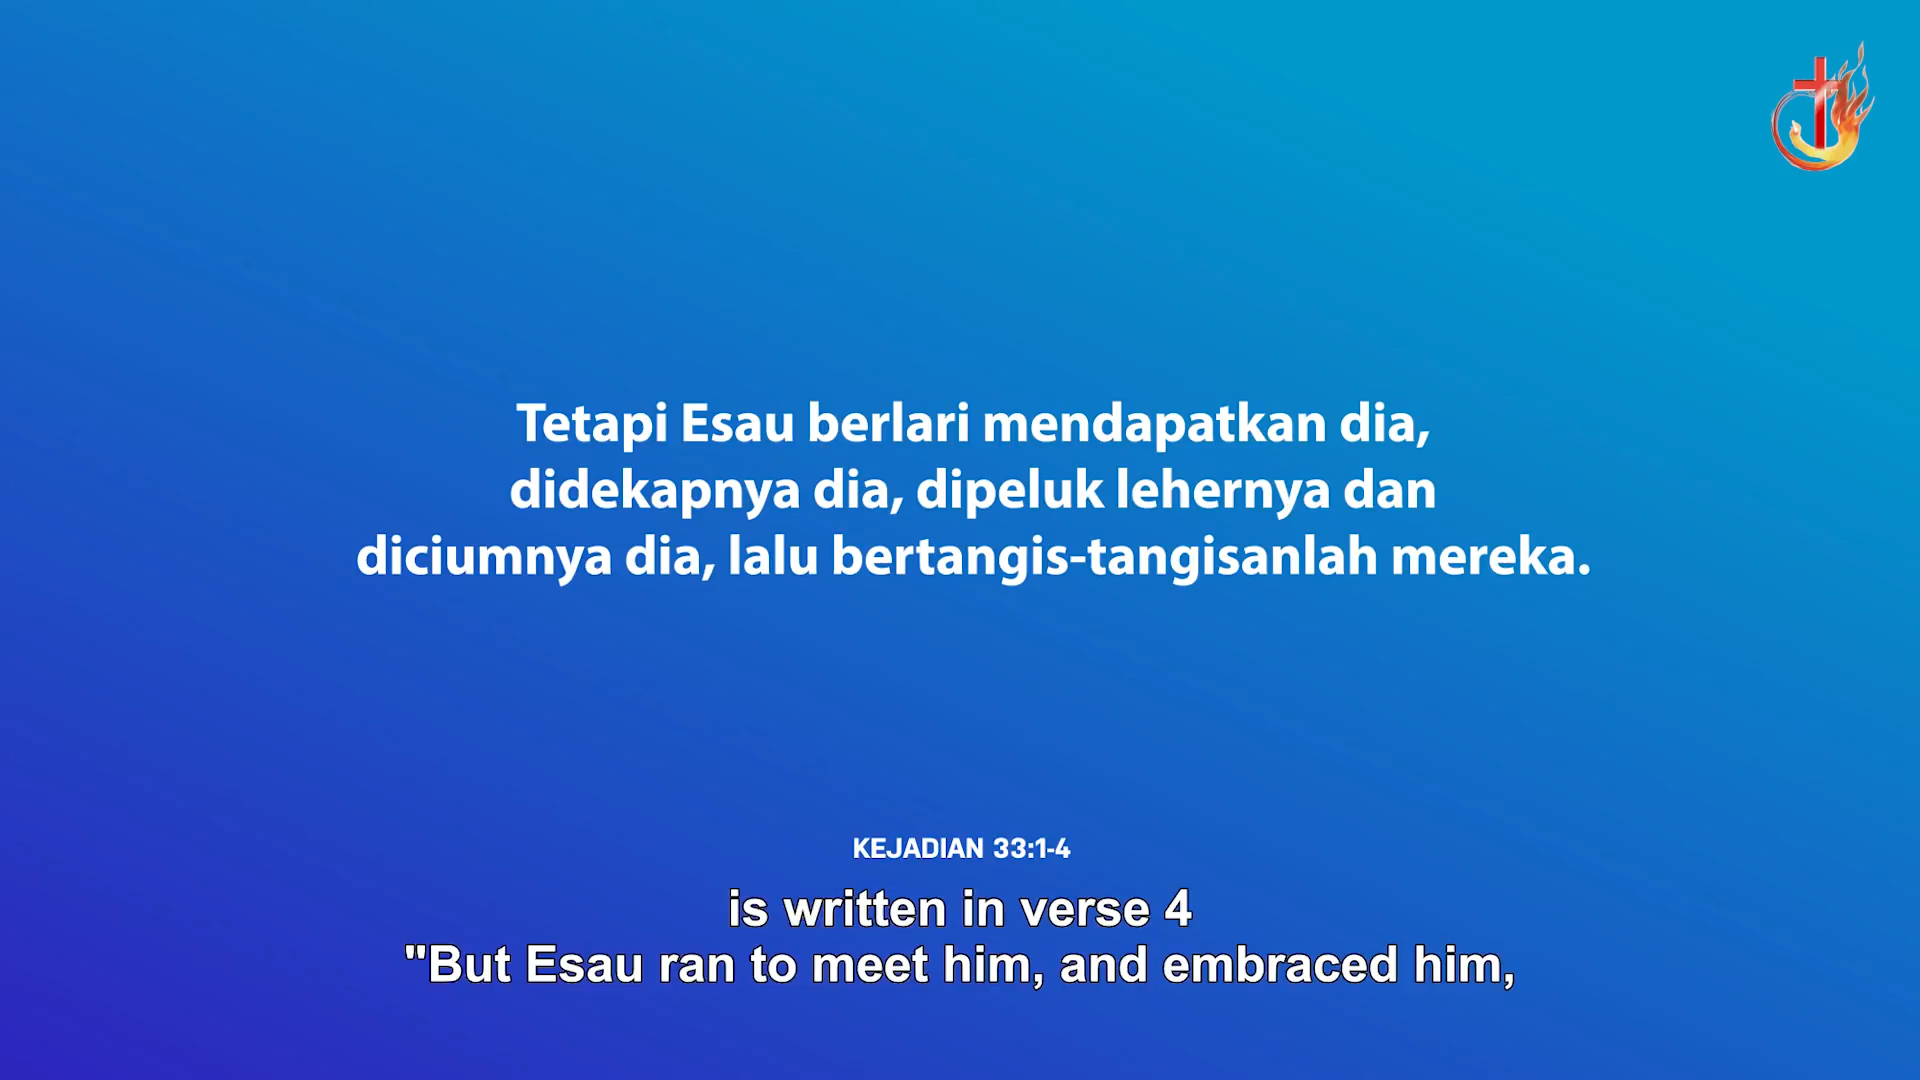 Tetapi Esau berlari mendapatkan dia,
didekapnya dia, dipeluk lehernya dan
diciumnya dia, lalu bertangis-tangisanlah mereka.
KEJADIAN 33:1-4
is written in verse 4
"But Esau ran to meet him, and embraced him,